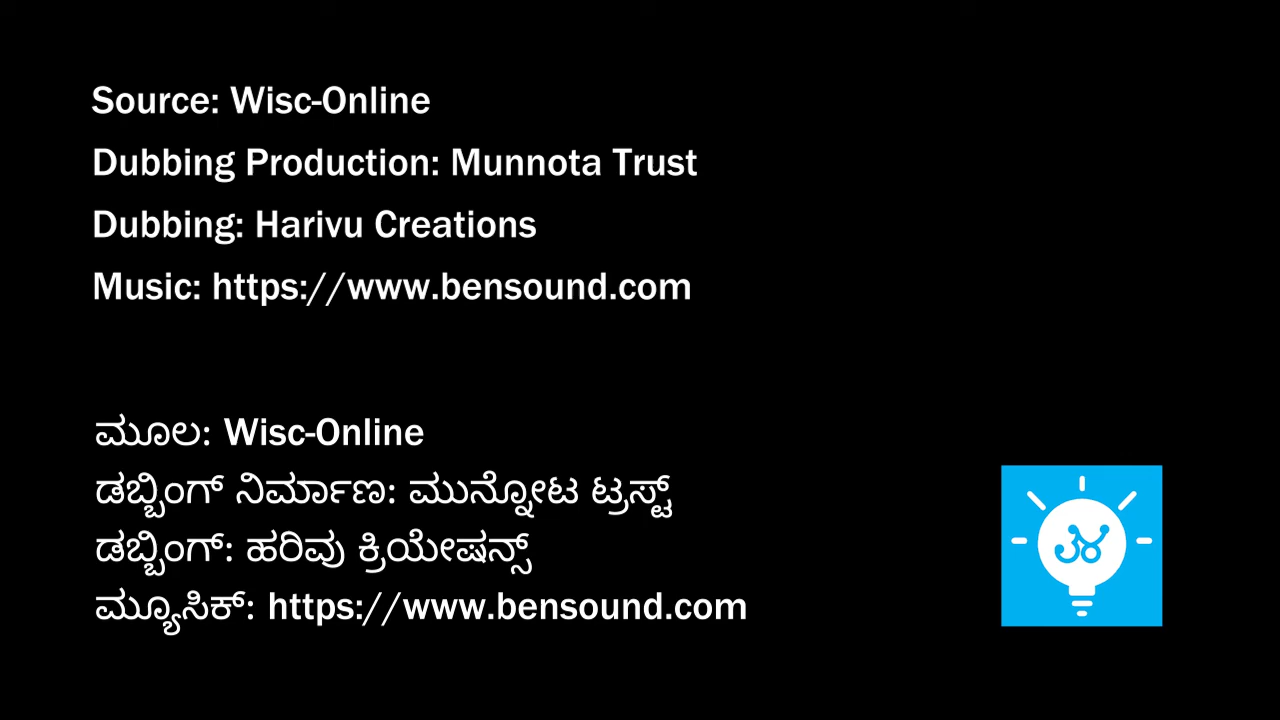 Source: Wisc-Online
Dubbing Production: Munnota Trust
Dubbing: Harivu Creations
Music: https://www.bensound.com
ಮೂಲ: Wisc-Online
ಡಬ್ಬಿಂಗ್ ನಿರ್ಮಾಣ: ಮುನ್ನೋಟ ಟ್ರಸ್ಟ್
ಡಬ್ಬಿಂಗ್: ಹರಿವು ಕ್ರಿಯೇಷನ್ಸ್
ಮ್ಯೂಸಿಕ್: https://www.bensound.com